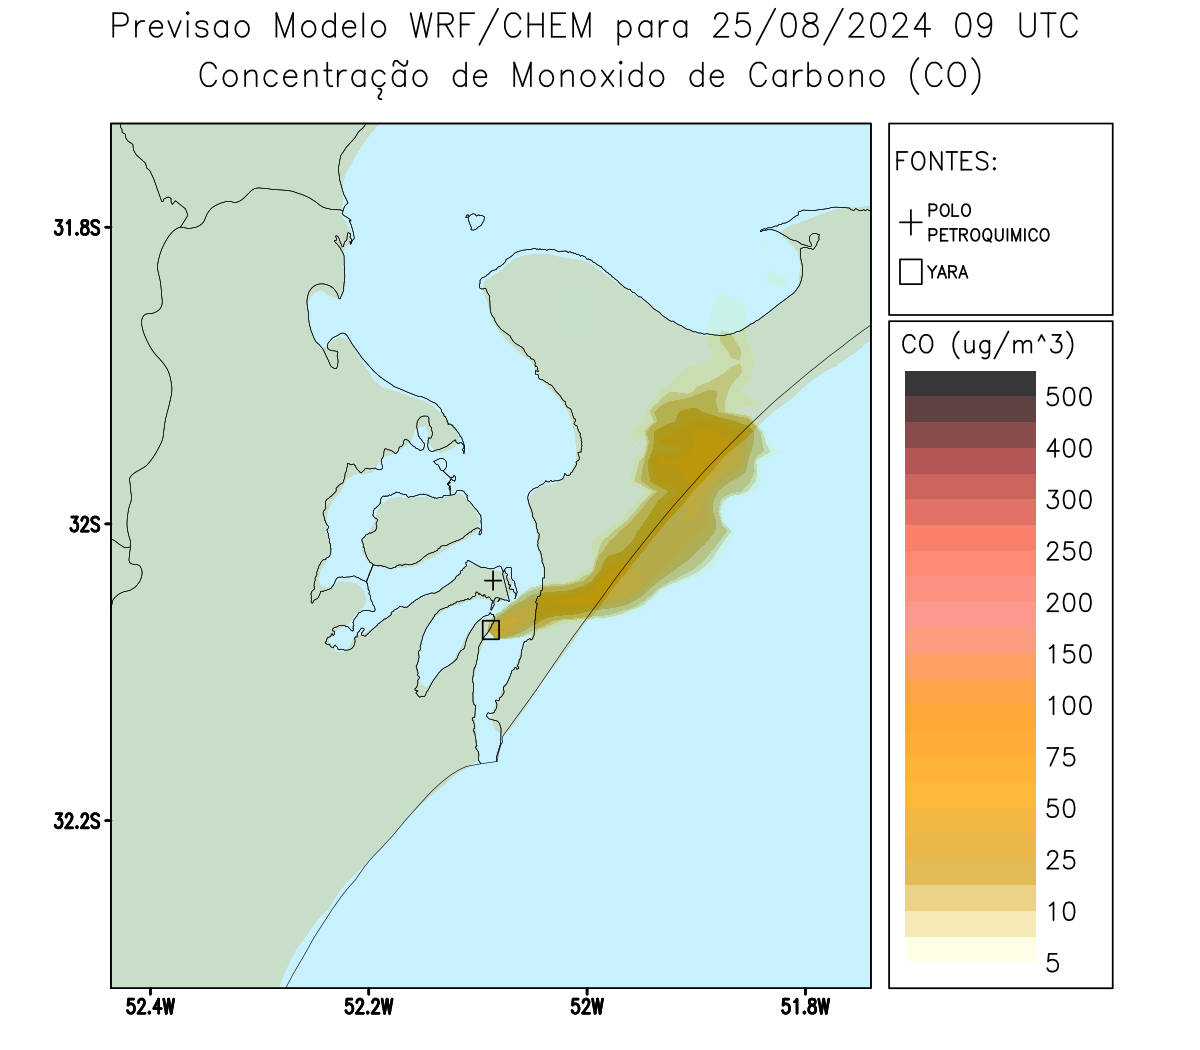 Previsao Modelo WRF/CHEM para 25/08/2024 09 UTC
Concentração de Monoxido de Carbono (CO)
FONTES:
POLO
PETROQUIMICO
YARA
CO (ug/m^3)
500
400
300
250
200
150
100
75
50
25
10
5
31.8S
32S
32.2S
52.4W
52.2W
52W
51.8W